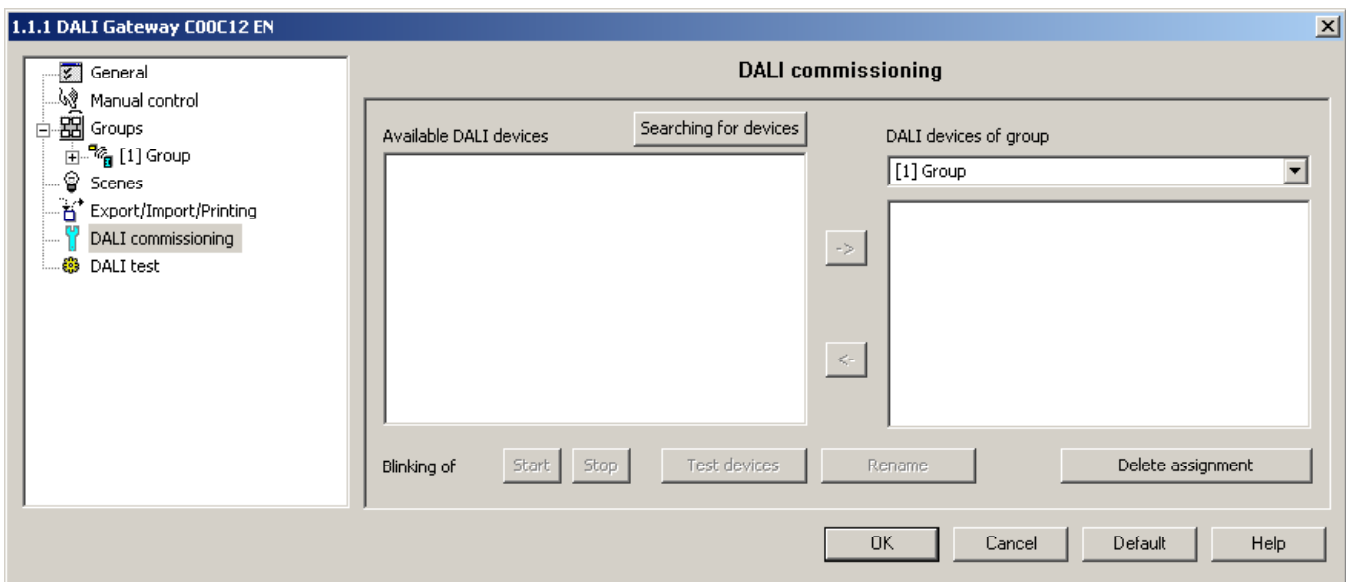 1.1.1 DALI Gateway C00C12 EN
General
Manual control
Groups
[1] Group
Scenes
Export/Import/Printing
DALI commissioning
DALI test
DALI commissioning
Available DALI devices
Searching for devices
DALI devices of group
[1] Group
->
<-
Blinking of
Start
Stop
Test devices
Rename
Delete assignment
OK
Cancel
Default
Help